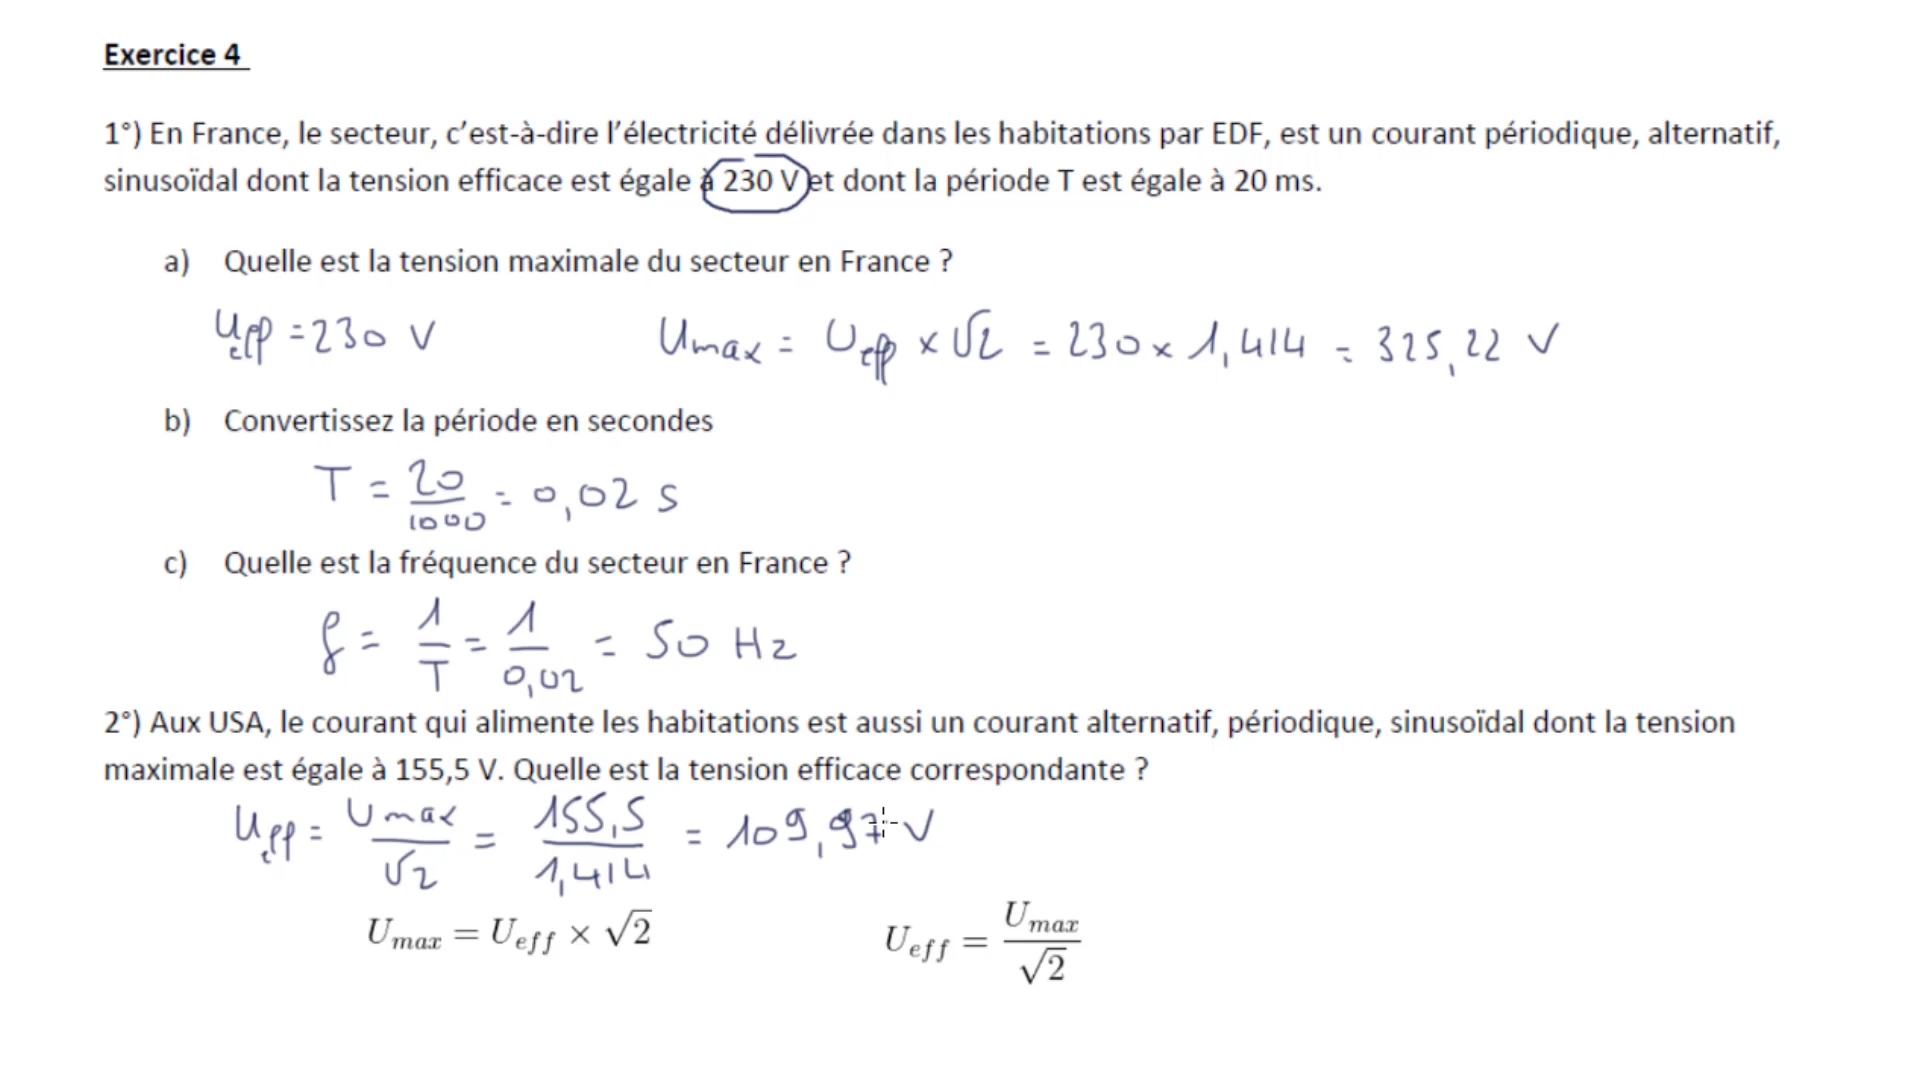 Exercice 4
1°) En France, le secteur, c’est-à-dire l’électricité délivrée dans les habitations par EDF, est un courant périodique, alternatif,
sinusoïdal dont la tension efficace est égale à 230 V et dont la période T est égale à 20 ms.
a) Quelle est la tension maximale du secteur en France ?
Ueff = 230 V Umax = Ueff × √2 = 230 × 1,414 = 325,22 V
b) Convertissez la période en secondes
T = 20/1000 = 0,02 s
c) Quelle est la fréquence du secteur en France ?
f = 1/T = 1/0,02 = 50 Hz
2°) Aux USA, le courant qui alimente les habitations est aussi un courant alternatif, périodique, sinusoïdal dont la tension
maximale est égale à 155,5 V. Quelle est la tension efficace correspondante ?
Ueff = Umax/√2 = 155,5/1,414 = 109,97 V
Umax = Ueff × √2 Ueff = Umax/√2